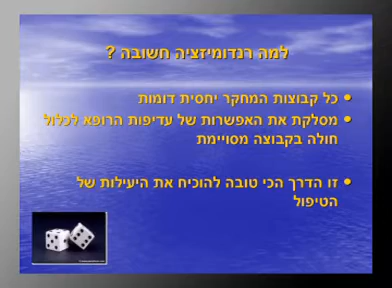 למה רנדומיזציה חשובה ?
• כל קבוצות המחקר יחסית דומות
• מסלקת את האפשרות של עדיפות הרופא לכלול
חולה בקבוצה מסויימת
• זו הדרך הכי טובה להוכיח את היעילות של
הטיפול